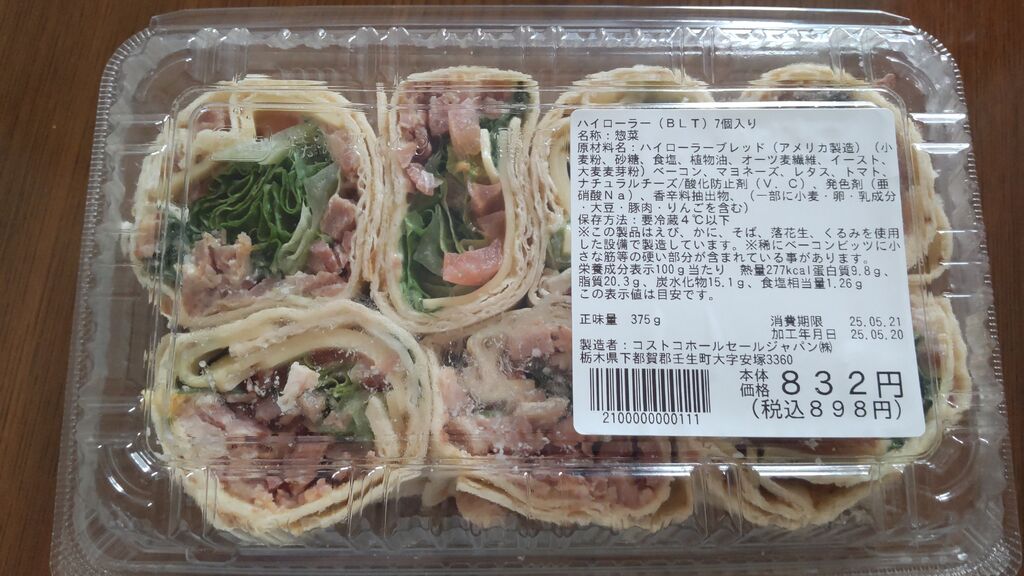 ハイローラー（BLT）7個入り
名称：惣菜
原材料名：ハイローラーブレッド（アメリカ製造）（小
麦粉、砂糖、食塩、植物油、オーツ麦繊維、イースト、
大麦麦芽粉）ベーコン、マヨネーズ、レタス、トマト、
ナチュラルチーズ/酸化防止剤（V．C）、発色剤（亜
硝酸Na）、香辛料抽出物、（一部に小麦・卵・乳成分
・大豆・豚肉・りんごを含む）
保存方法：要冷蔵4℃以下
※この製品はえび、かに、そば、落花生、くるみを使用
した設備で製造しています。※稀にベーコンビッツに小
さな筋等の硬い部分が含まれている事があります。
栄養成分表示100g当たり 熱量277kcal蛋白質9.8g、
脂質20.3g、炭水化物15.1g、食塩相当量1.26g
この表示値は目安です。
正味量 375g
消費期限 25.05.21
加工年月日 25.05.20
製造者：コストコホールセールジャパン㈱
栃木県下都賀郡壬生町大字安塚3360
2100000000111
本体価格 832円
（税込898円）